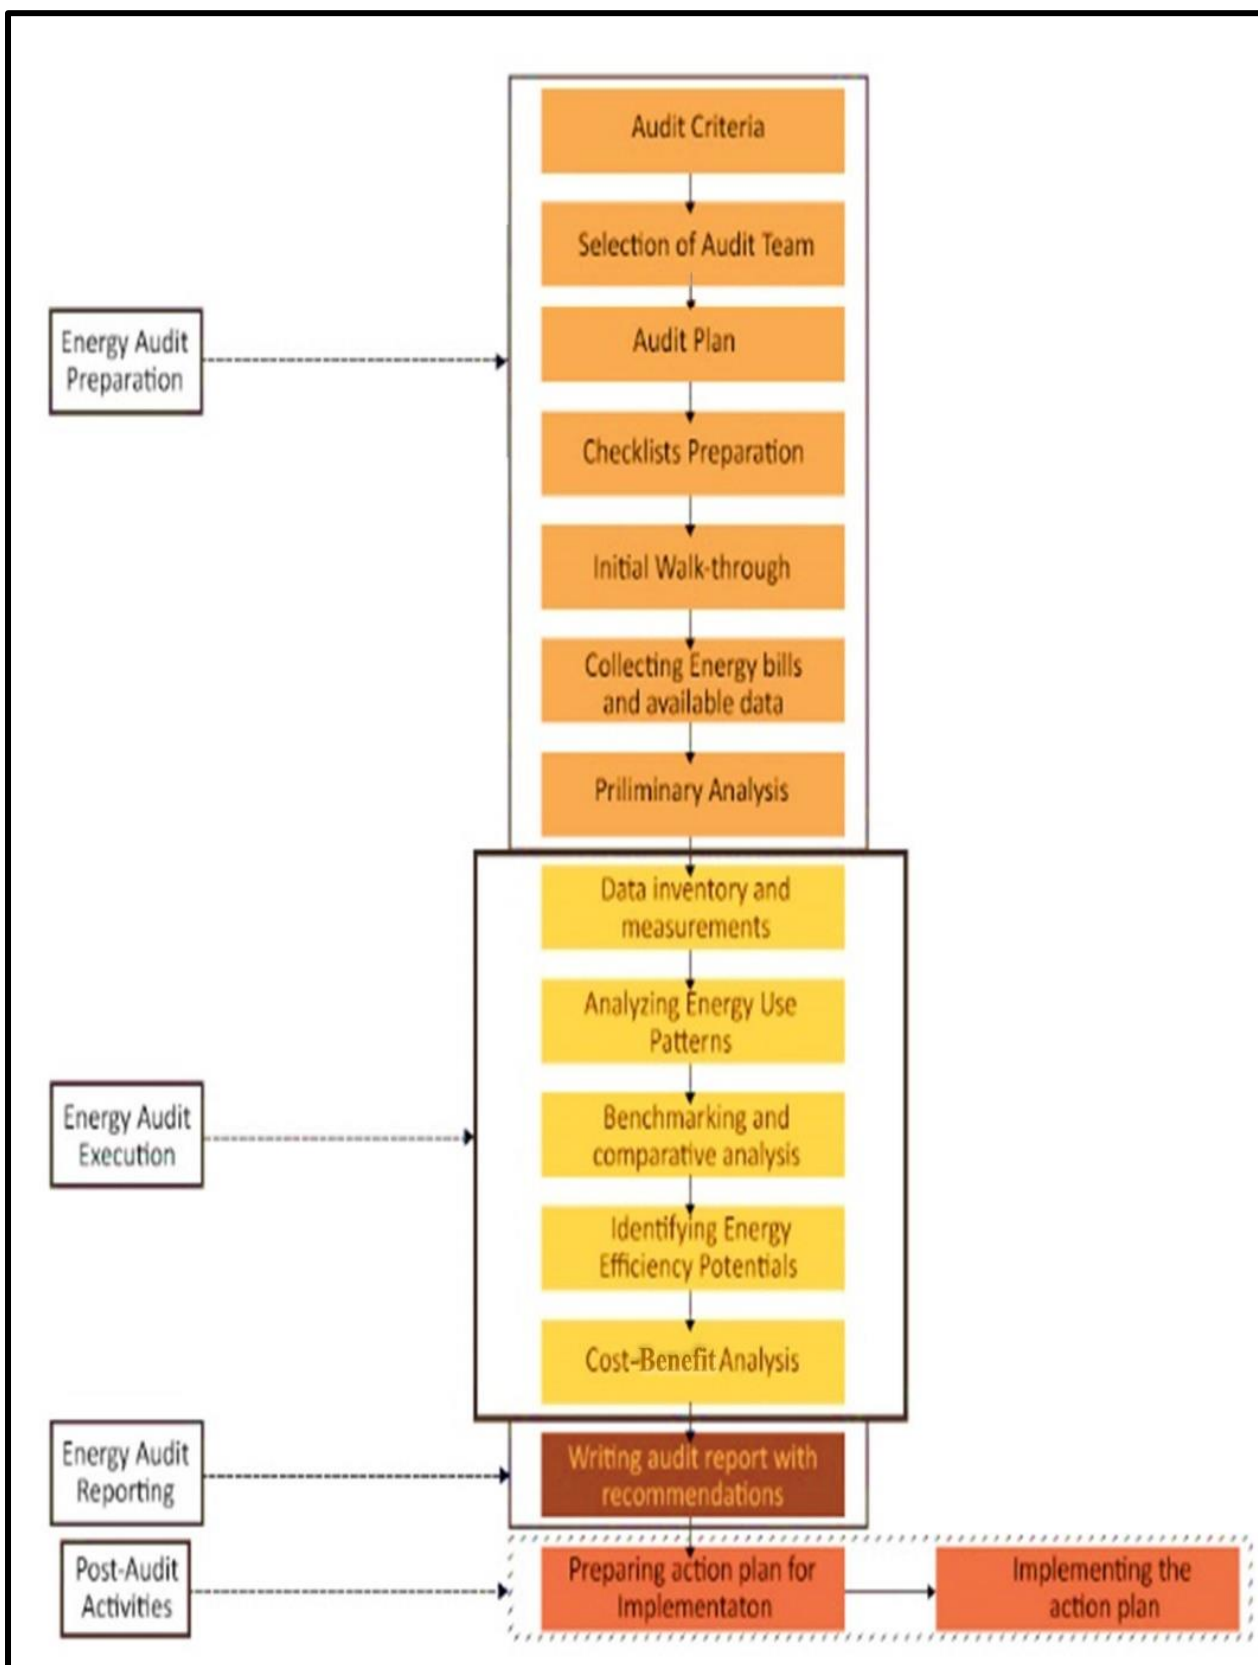 Audit Criteria
Selection of Audit Team
Audit Plan
Checklists Preparation
Initial Walk-through
Collecting Energy bills
and available data
Priliminary Analysis
Energy Audit
Preparation
Data inventory and
measurements
Analyzing Energy Use
Patterns
Benchmarking and
comparative analysis
Identifying Energy
Efficiency Potentials
Cost-Benefit Analysis
Energy Audit
Execution
Energy Audit
Reporting
Writing audit report with
recommendations
Post-Audit
Activities
Preparing action plan for
Implementaton
Implementing the
action plan